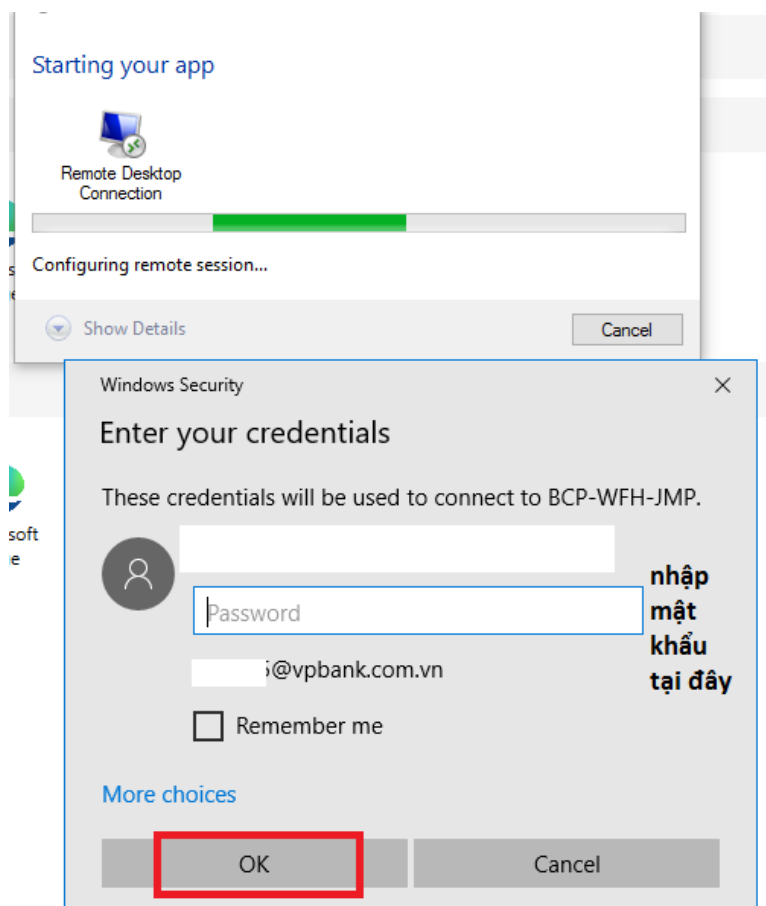 Starting your app
Remote Desktop
Connection
Configuring remote session...
Show Details
Cancel
Windows Security
Enter your credentials
These credentials will be used to connect to BCP-WFH-JMP.
Password
nhập
mật
khẩu
tại đây
@vpbank.com.vn
Remember me
More choices
OK
Cancel
soft